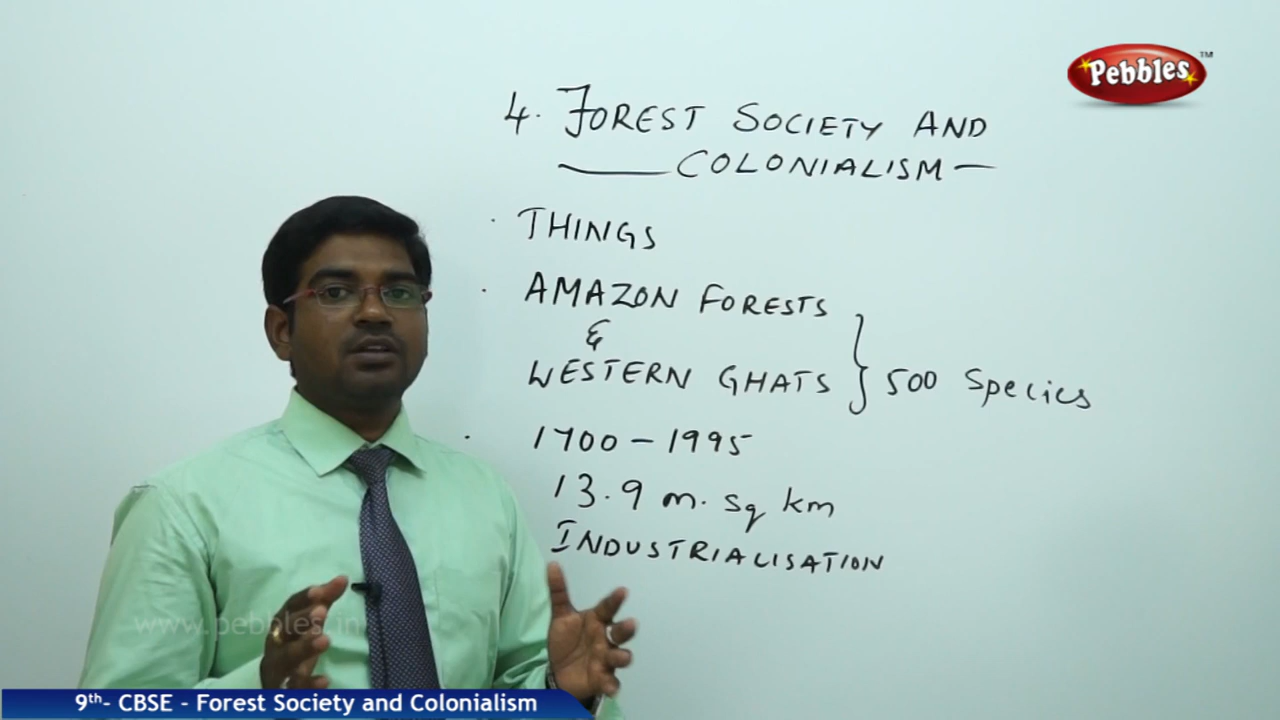 Pebbles™
4. FOREST SOCIETY AND
COLONIALISM
· THINGS
· AMAZON FORESTS
&
WESTERN GHATS } 500 Species
· 1700 - 1995
13.9 m. sq km
INDUSTRIALISATION
www.pebbles.in
9th- CBSE - Forest Society and Colonialism